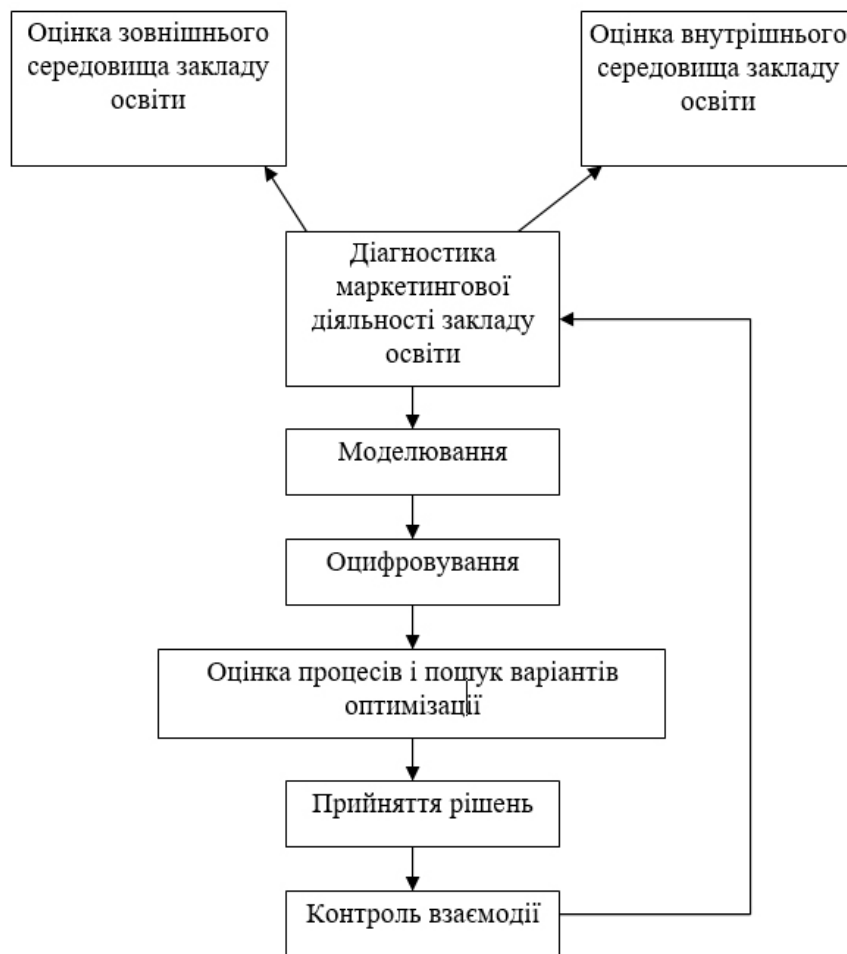 Оцінка зовнішнього
середовища закладу
освіти
Оцінка внутрішнього
середовища закладу
освіти
Діагностика
маркетингової
діяльності закладу
освіти
Моделювання
Оцифровування
Оцінка процесів і пошук варіантів
оптимізації
Прийняття рішень
Контроль взаємодії